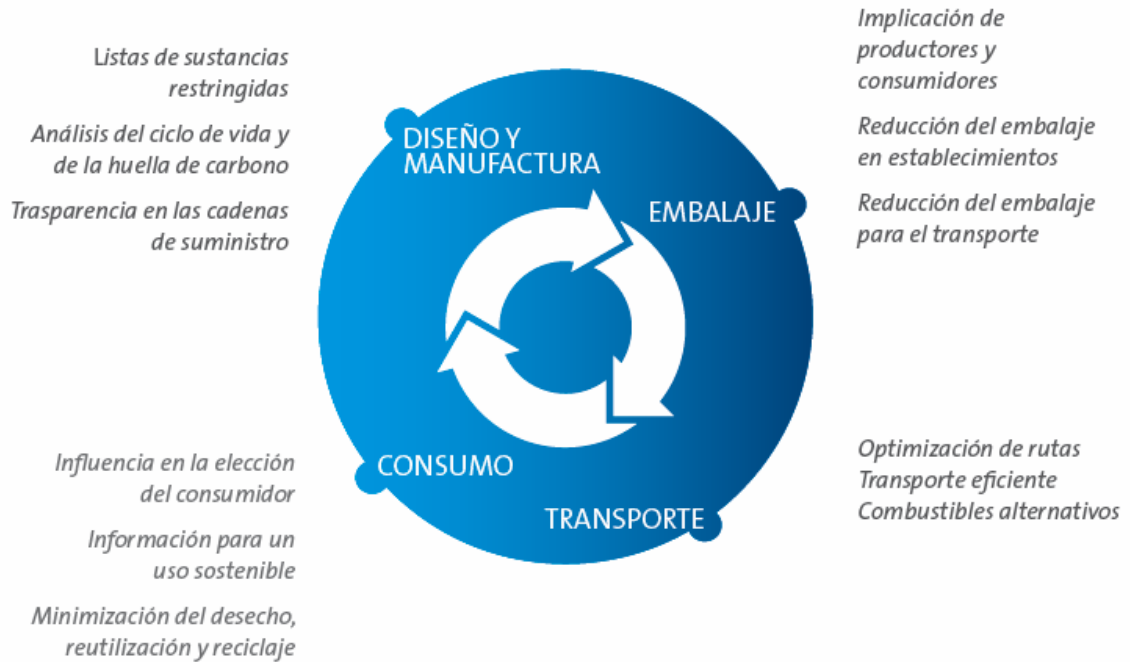 Listas de sustancias
restringidas
Análisis del ciclo de vida y
de la huella de carbono
Trasparencia en las cadenas
de suministro
DISEÑO Y
MANUFACTURA
EMBALAJE
Implicación de
productores y
consumidores
Reducción del embalaje
en establecimientos
Reducción del embalaje
para el transporte
CONSUMO
Influencia en la elección
del consumidor
Información para un
uso sostenible
Minimización del desecho,
reutilización y reciclaje
TRANSPORTE
Optimización de rutas
Transporte eficiente
Combustibles alternativos